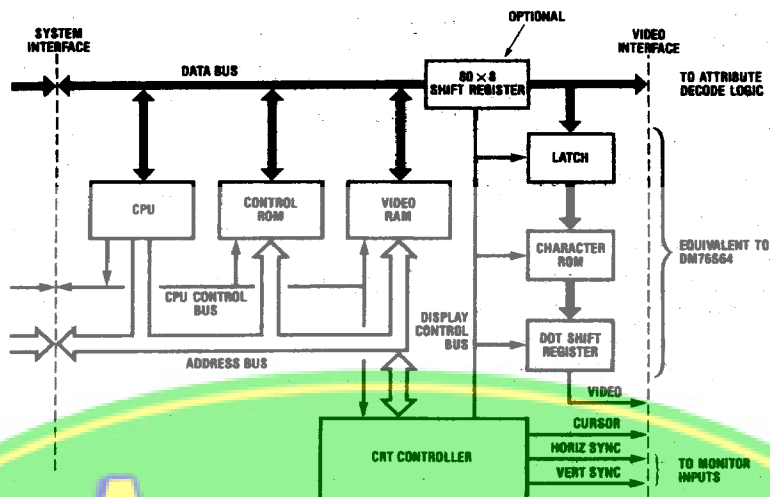 OPTIONAL
SYSTEM
INTERFACE
VIDEO
INTERFACE
DATA BUS
80 × 8
SHIFT REGISTER
TO ATTRIBUTE
DECODE LOGIC
LATCH
CPU
CONTROL
ROM
VIDEO
RAM
CHARACTER
ROM
EQUIVALENT TO
DM76S64
CPU CONTROL
BUS
DISPLAY
CONTROL
BUS
DOT SHIFT
REGISTER
ADDRESS BUS
VIDEO
CURSOR
HORIZ SYNC
VERT SYNC
CRT CONTROLLER
TO MONITOR
INPUTS